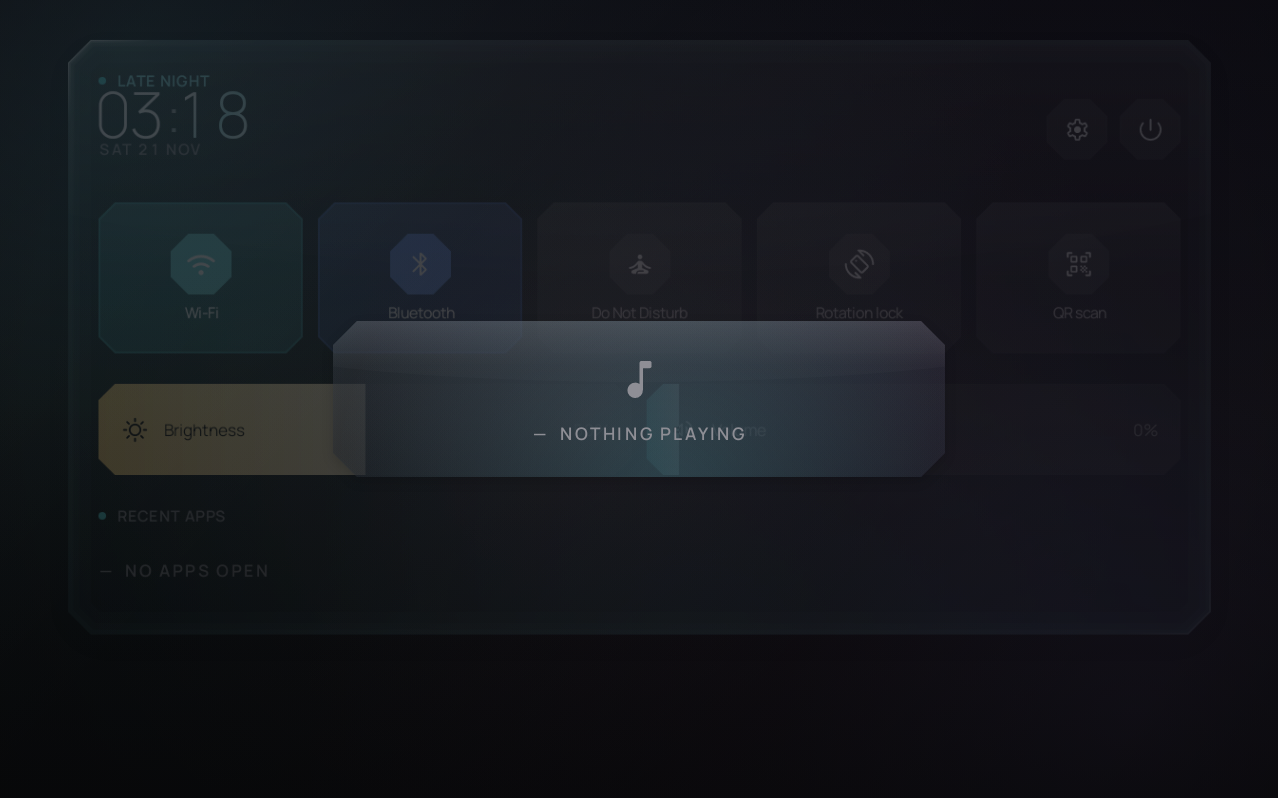 LATE NIGHT
03:18
SAT 21 NOV
Wi-Fi
Bluetooth
Do Not Disturb
Rotation lock
QR scan
Brightness
0%
— NOTHING PLAYING
RECENT APPS
— NO APPS OPEN